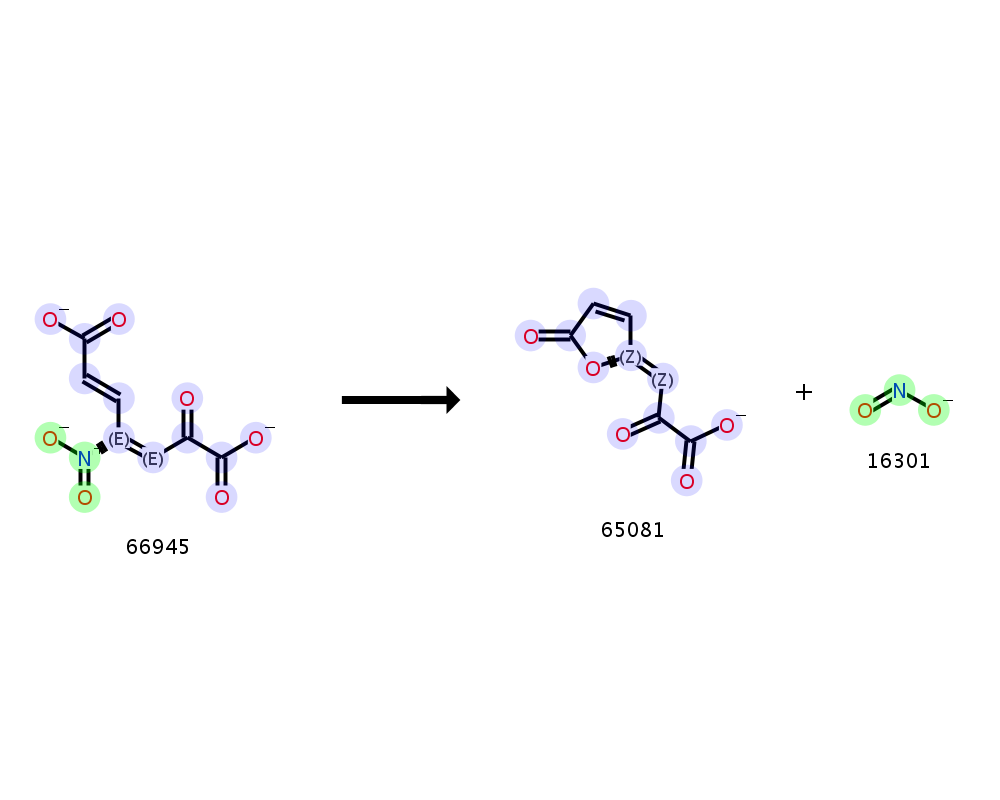 O⁻ O
O
O⁻ (E) O⁻
N (E)
O O
66945
O
O (Z)
(Z)
O O⁻
O
65081
+
N
O O⁻
16301